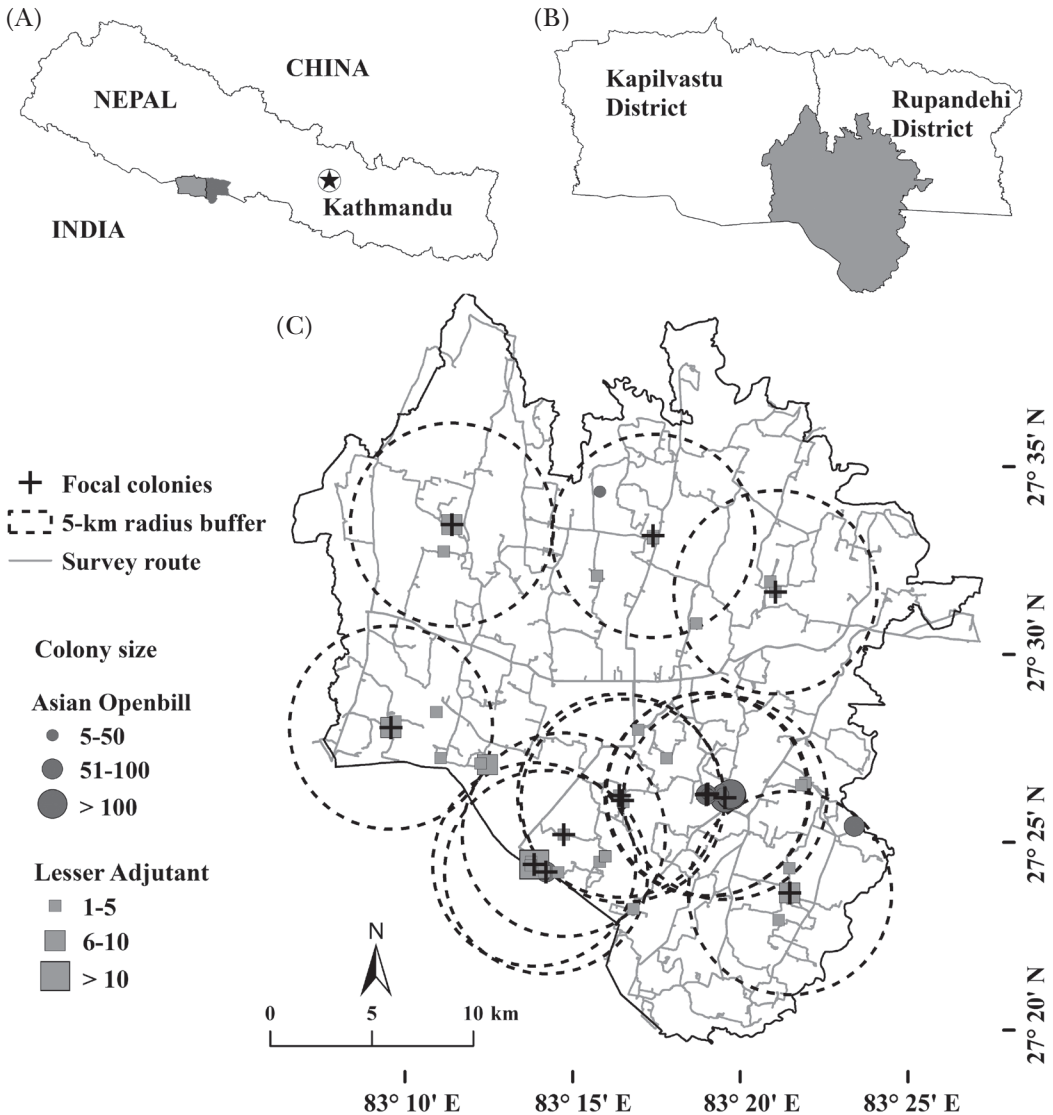 (A)
CHINA
NEPAL
Kathmandu
INDIA
(B)
Kapilvastu
District
Rupandehi
District
(C)
Focal colonies
5-km radius buffer
Survey route
Colony size
Asian Openbill
5-50
51-100
> 100
Lesser Adjutant
1-5
6-10
> 10
N
0 5 10 km
27° 35' N
27° 30' N
27° 25' N
27° 20' N
83° 10' E 83° 15' E 83° 20' E 83° 25' E